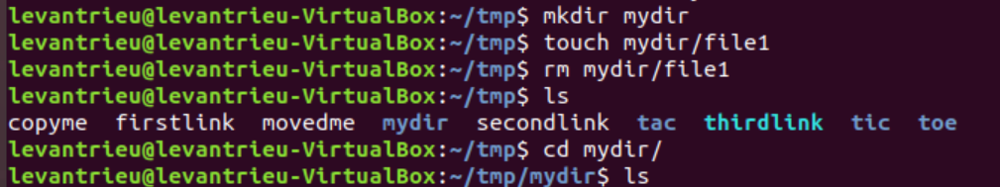 levantrieu@levantrieu-VirtualBox:~/tmp$ mkdir mydir
levantrieu@levantrieu-VirtualBox:~/tmp$ touch mydir/file1
levantrieu@levantrieu-VirtualBox:~/tmp$ rm mydir/file1
levantrieu@levantrieu-VirtualBox:~/tmp$ ls
copyme firstlink movedme mydir secondlink tac thirdlink tic toe
levantrieu@levantrieu-VirtualBox:~/tmp$ cd mydir/
levantrieu@levantrieu-VirtualBox:~/tmp/mydir$ ls